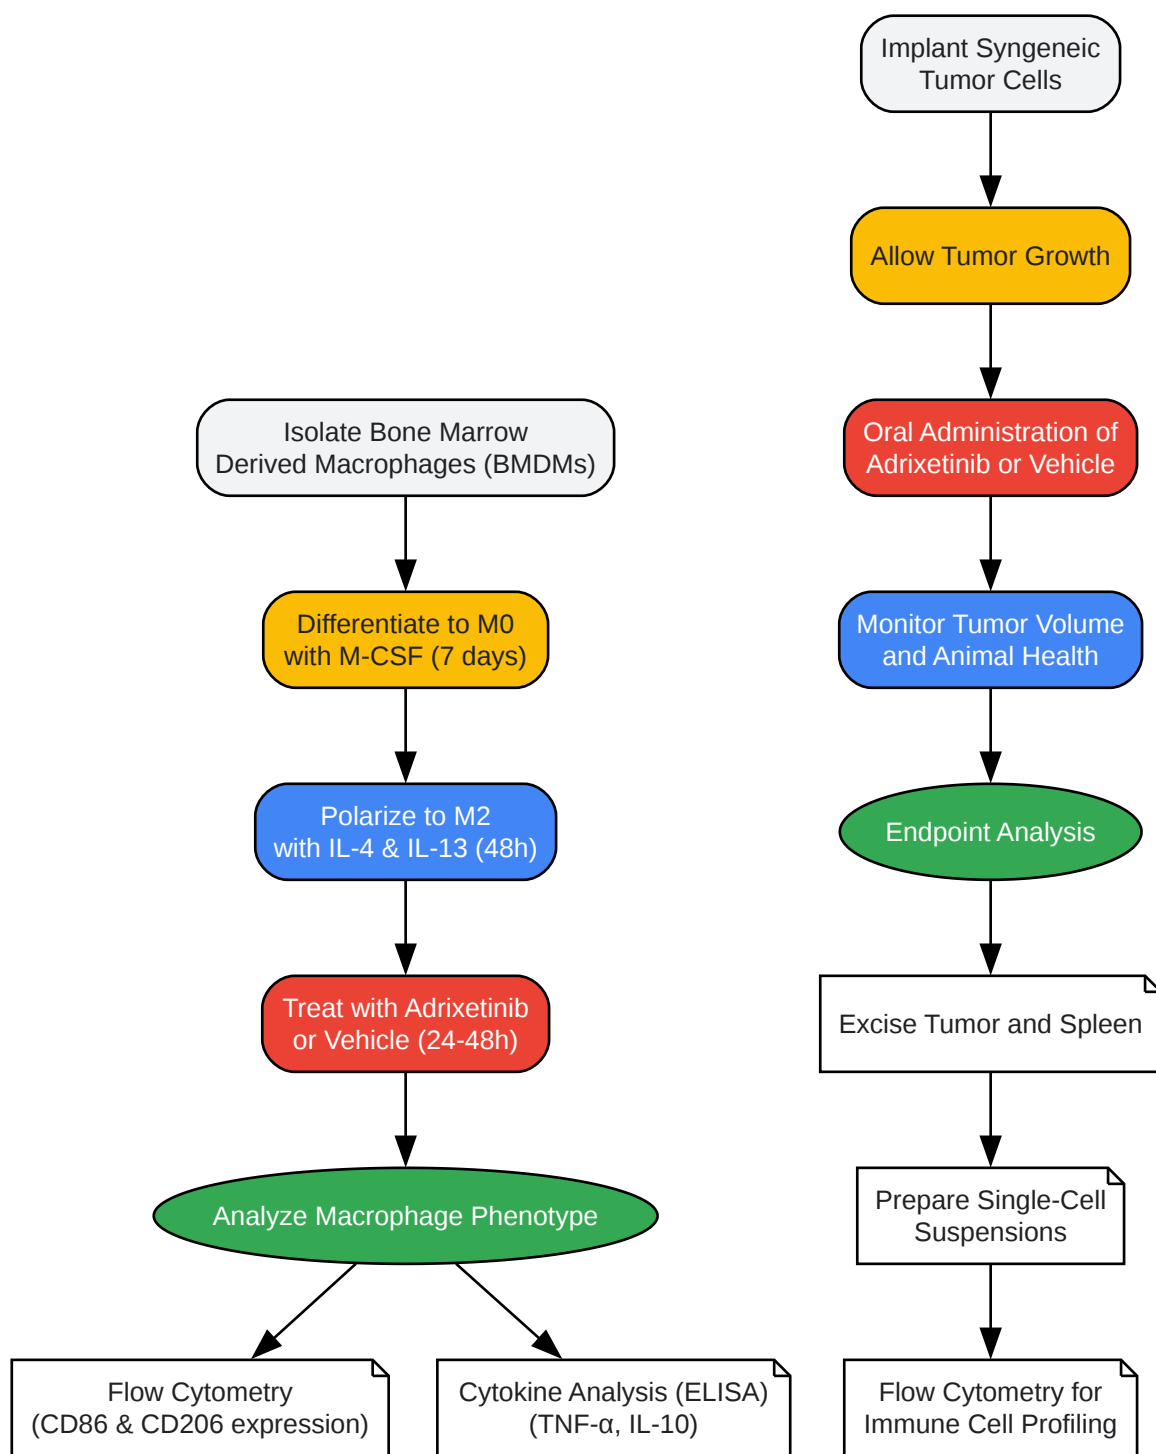 Isolate Bone Marrow
Derived Macrophages (BMDMs)
Differentiate to M0
with M-CSF (7 days)
Polarize to M2
with IL-4 & IL-13 (48h)
Treat with Adrixetinib
or Vehicle (24-48h)
Analyze Macrophage Phenotype
Flow Cytometry
(CD86 & CD206 expression)
Cytokine Analysis (ELISA)
(TNF-α, IL-10)
Implant Syngeneic
Tumor Cells
Allow Tumor Growth
Oral Administration of
Adrixetinib or Vehicle
Monitor Tumor Volume
and Animal Health
Endpoint Analysis
Excise Tumor and Spleen
Prepare Single-Cell
Suspensions
Flow Cytometry for
Immune Cell Profiling